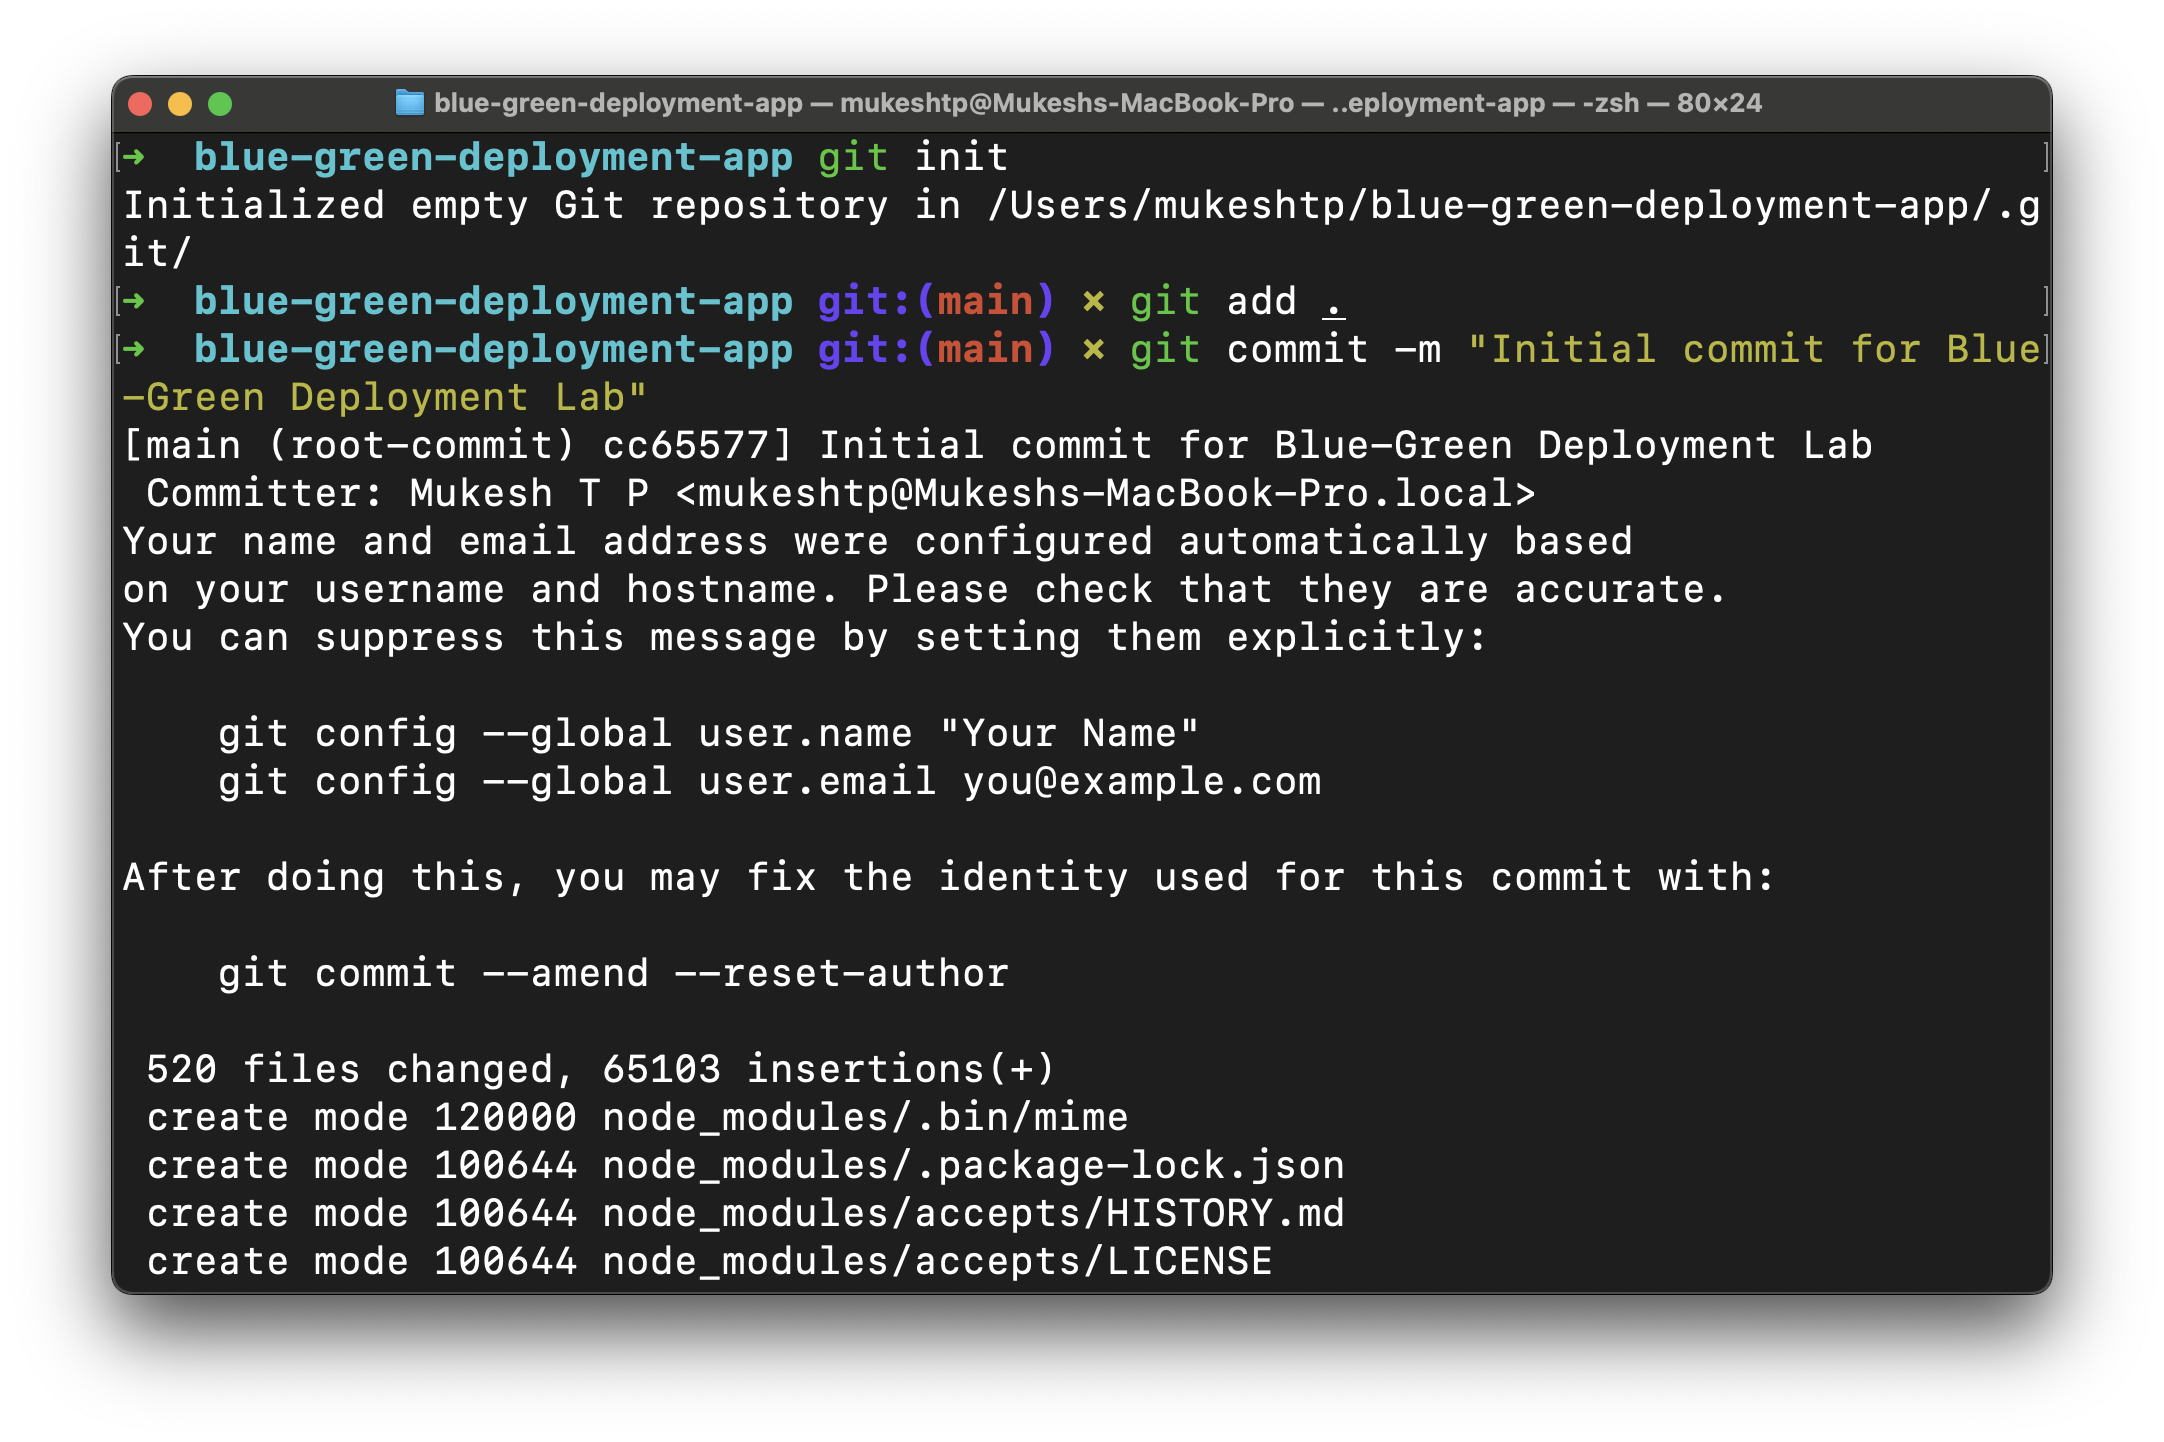 blue-green-deployment-app — mukeshtp@Mukeshs-MacBook-Pro — ..eployment-app — -zsh — 80×24
[➜  blue-green-deployment-app git init ]
Initialized empty Git repository in /Users/mukeshtp/blue-green-deployment-app/.g
it/
[➜  blue-green-deployment-app git:(main) × git add . ]
[➜  blue-green-deployment-app git:(main) × git commit -m "Initial commit for Blue]
-Green Deployment Lab"
[main (root-commit) cc65577] Initial commit for Blue-Green Deployment Lab
 Committer: Mukesh T P <mukeshtp@Mukeshs-MacBook-Pro.local>
Your name and email address were configured automatically based
on your username and hostname. Please check that they are accurate.
You can suppress this message by setting them explicitly:
    git config --global user.name "Your Name"
    git config --global user.email you@example.com
After doing this, you may fix the identity used for this commit with:
    git commit --amend --reset-author
 520 files changed, 65103 insertions(+)
 create mode 120000 node_modules/.bin/mime
 create mode 100644 node_modules/.package-lock.json
 create mode 100644 node_modules/accepts/HISTORY.md
 create mode 100644 node_modules/accepts/LICENSE